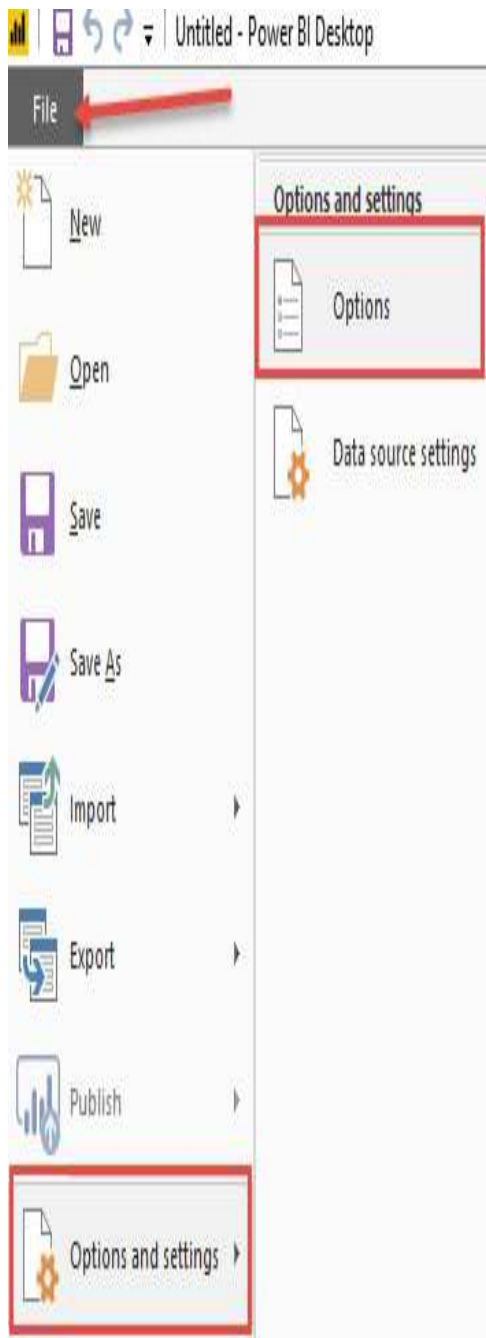 Untitled - Power BI Desktop
File
New
Open
Save
Save As
Import
Export
Publish
Options and settings
Options and settings
Options
Data source settings